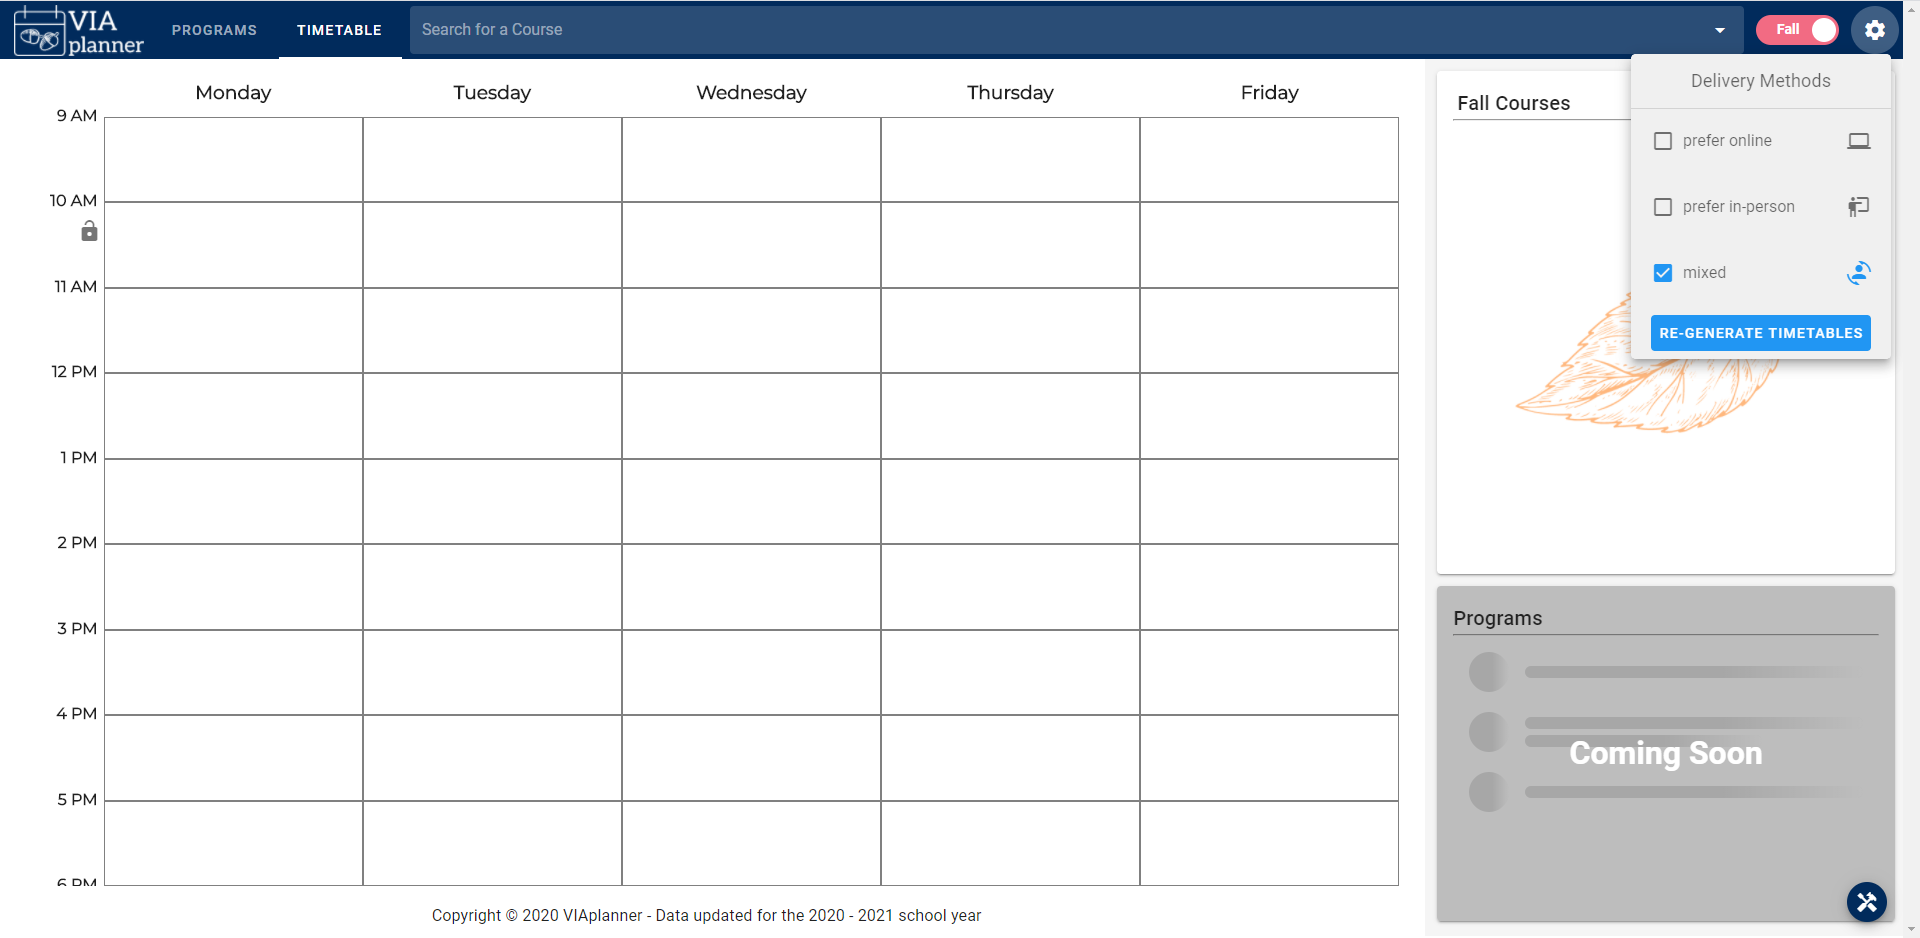 VIA
planner
PROGRAMS
TIMETABLE
Search for a Course
Fall
Delivery Methods
prefer online
prefer in-person
mixed
RE-GENERATE TIMETABLES
Monday
Tuesday
Wednesday
Thursday
Friday
9 AM
10 AM
11 AM
12 PM
1 PM
2 PM
3 PM
4 PM
5 PM
6 PM
Fall Courses
Programs
Coming Soon
Copyright © 2020 VIAplanner - Data updated for the 2020 - 2021 school year